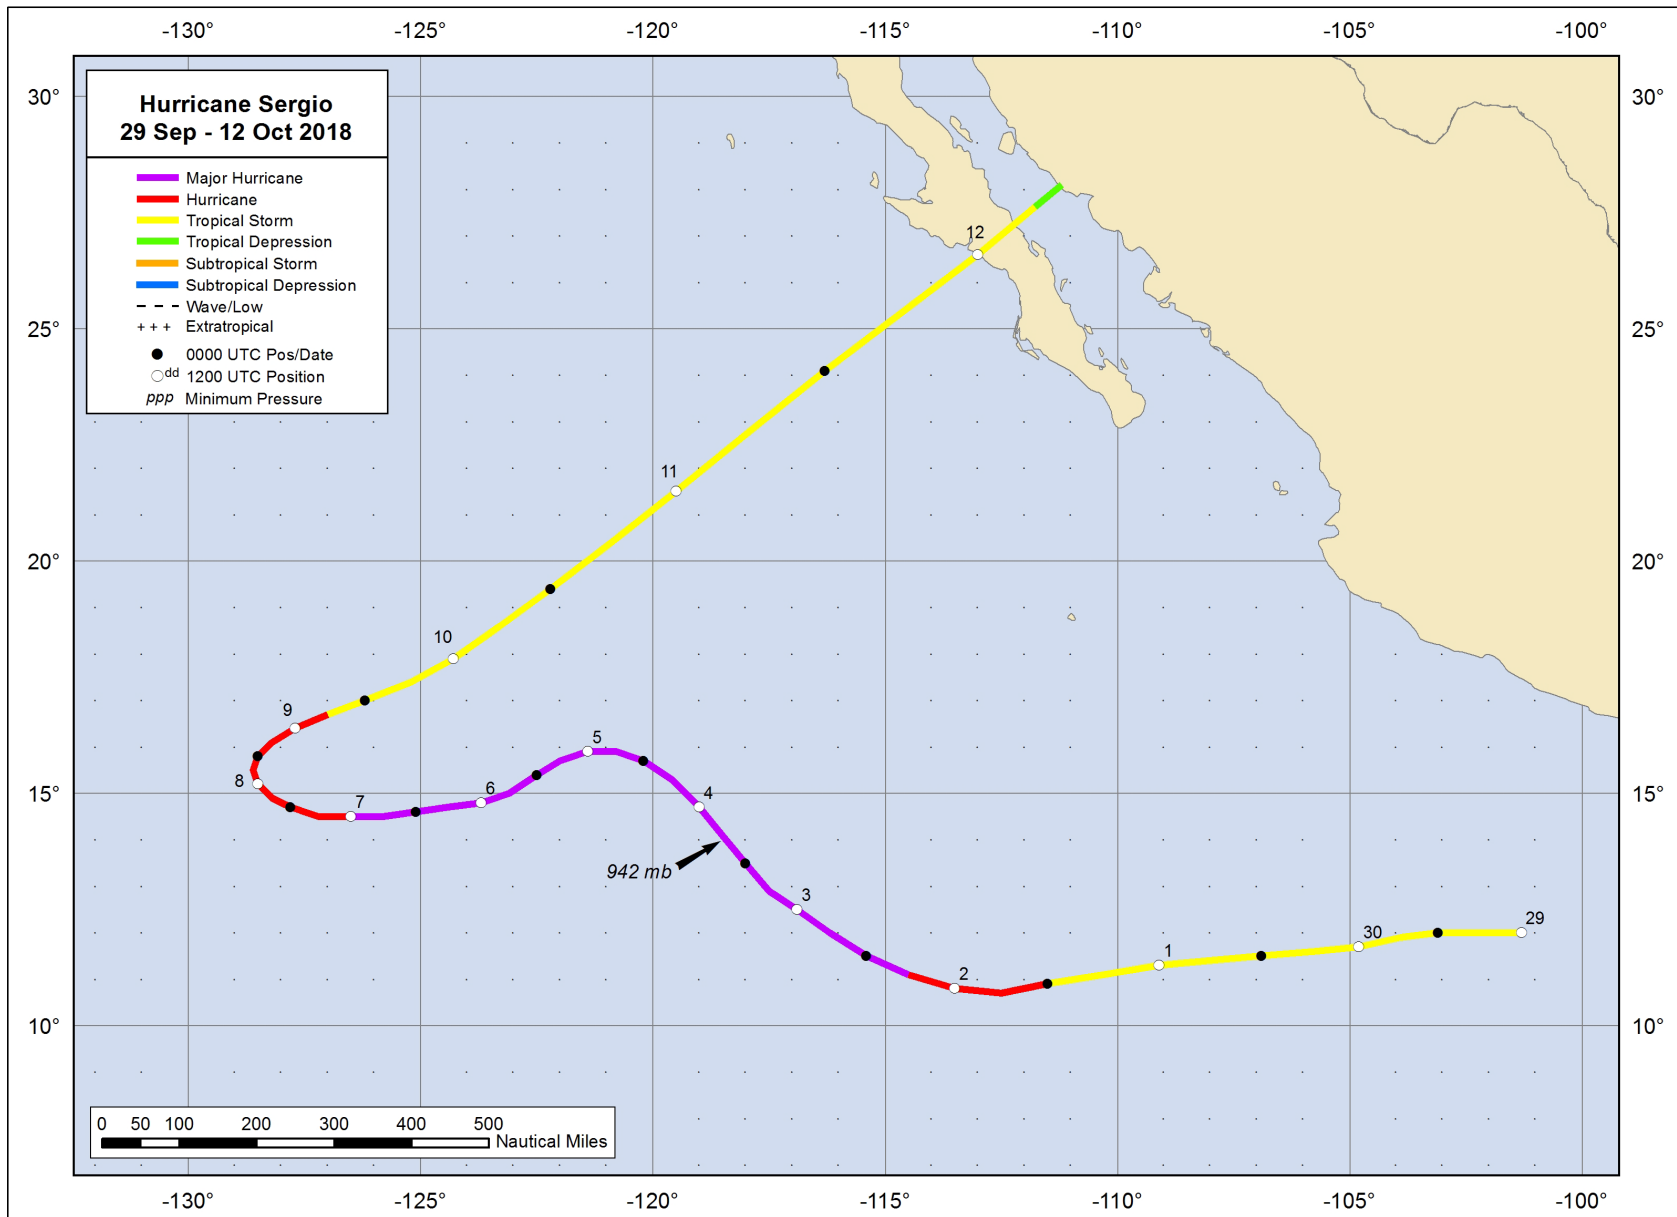 -130° -125° -120° -115° -110° -105° -100°
30° 30°
Hurricane Sergio
29 Sep - 12 Oct 2018
Major Hurricane
Hurricane
Tropical Storm
Tropical Depression
Subtropical Storm
Subtropical Depression
Wave/Low
+ + + Extratropical
0000 UTC Pos/Date
dd 1200 UTC Position
ppp Minimum Pressure
12
25° 25°
11
20° 20°
10
9
5
8
15° 15°
7
6
4
942 mb
3
29
30
1
2
10° 10°
0 50 100 200 300 400 500
Nautical Miles
-130° -125° -120° -115° -110° -105° -100°